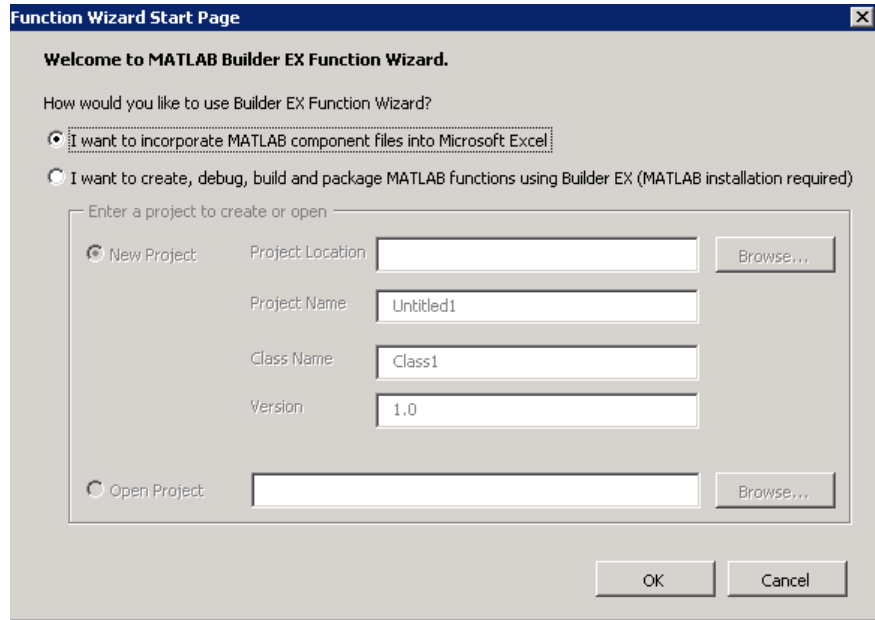 Function Wizard Start Page
Welcome to MATLAB Builder EX Function Wizard.
How would you like to use Builder EX Function Wizard?
I want to incorporate MATLAB component files into Microsoft Excel
I want to create, debug, build and package MATLAB functions using Builder EX (MATLAB installation required)
Enter a project to create or open
New Project Project Location Browse...
Project Name Untitled1
Class Name Class1
Version 1.0
Open Project Browse...
OK Cancel